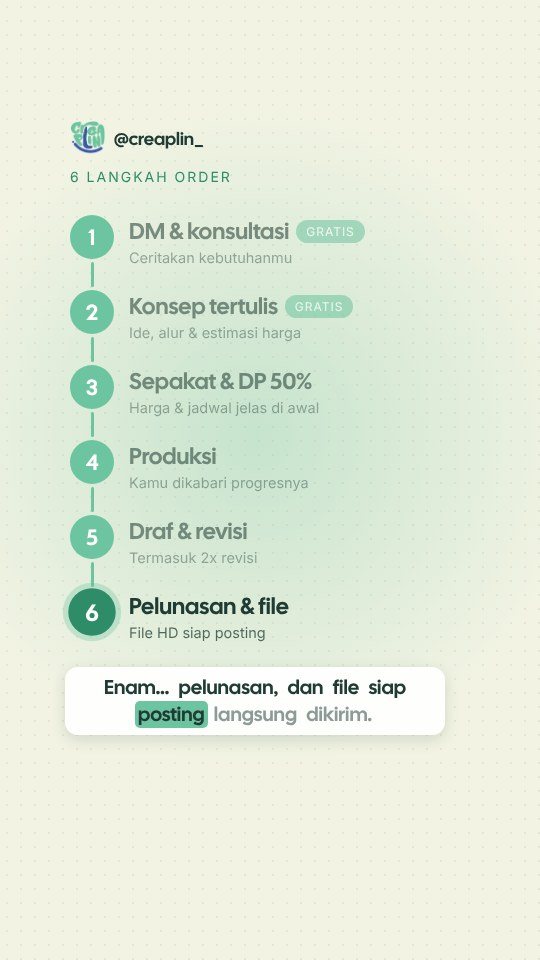 @creaplin_
6 LANGKAH ORDER
1
DM & konsultasi GRATIS
Ceritakan kebutuhanmu
2
Konsep tertulis GRATIS
Ide, alur & estimasi harga
3
Sepakat & DP 50%
Harga & jadwal jelas di awal
4
Produksi
Kamu dikabari progresnya
5
Draf & revisi
Termasuk 2x revisi
6
Pelunasan & file
File HD siap posting
Enam... pelunasan, dan file siap
posting langsung dikirim.